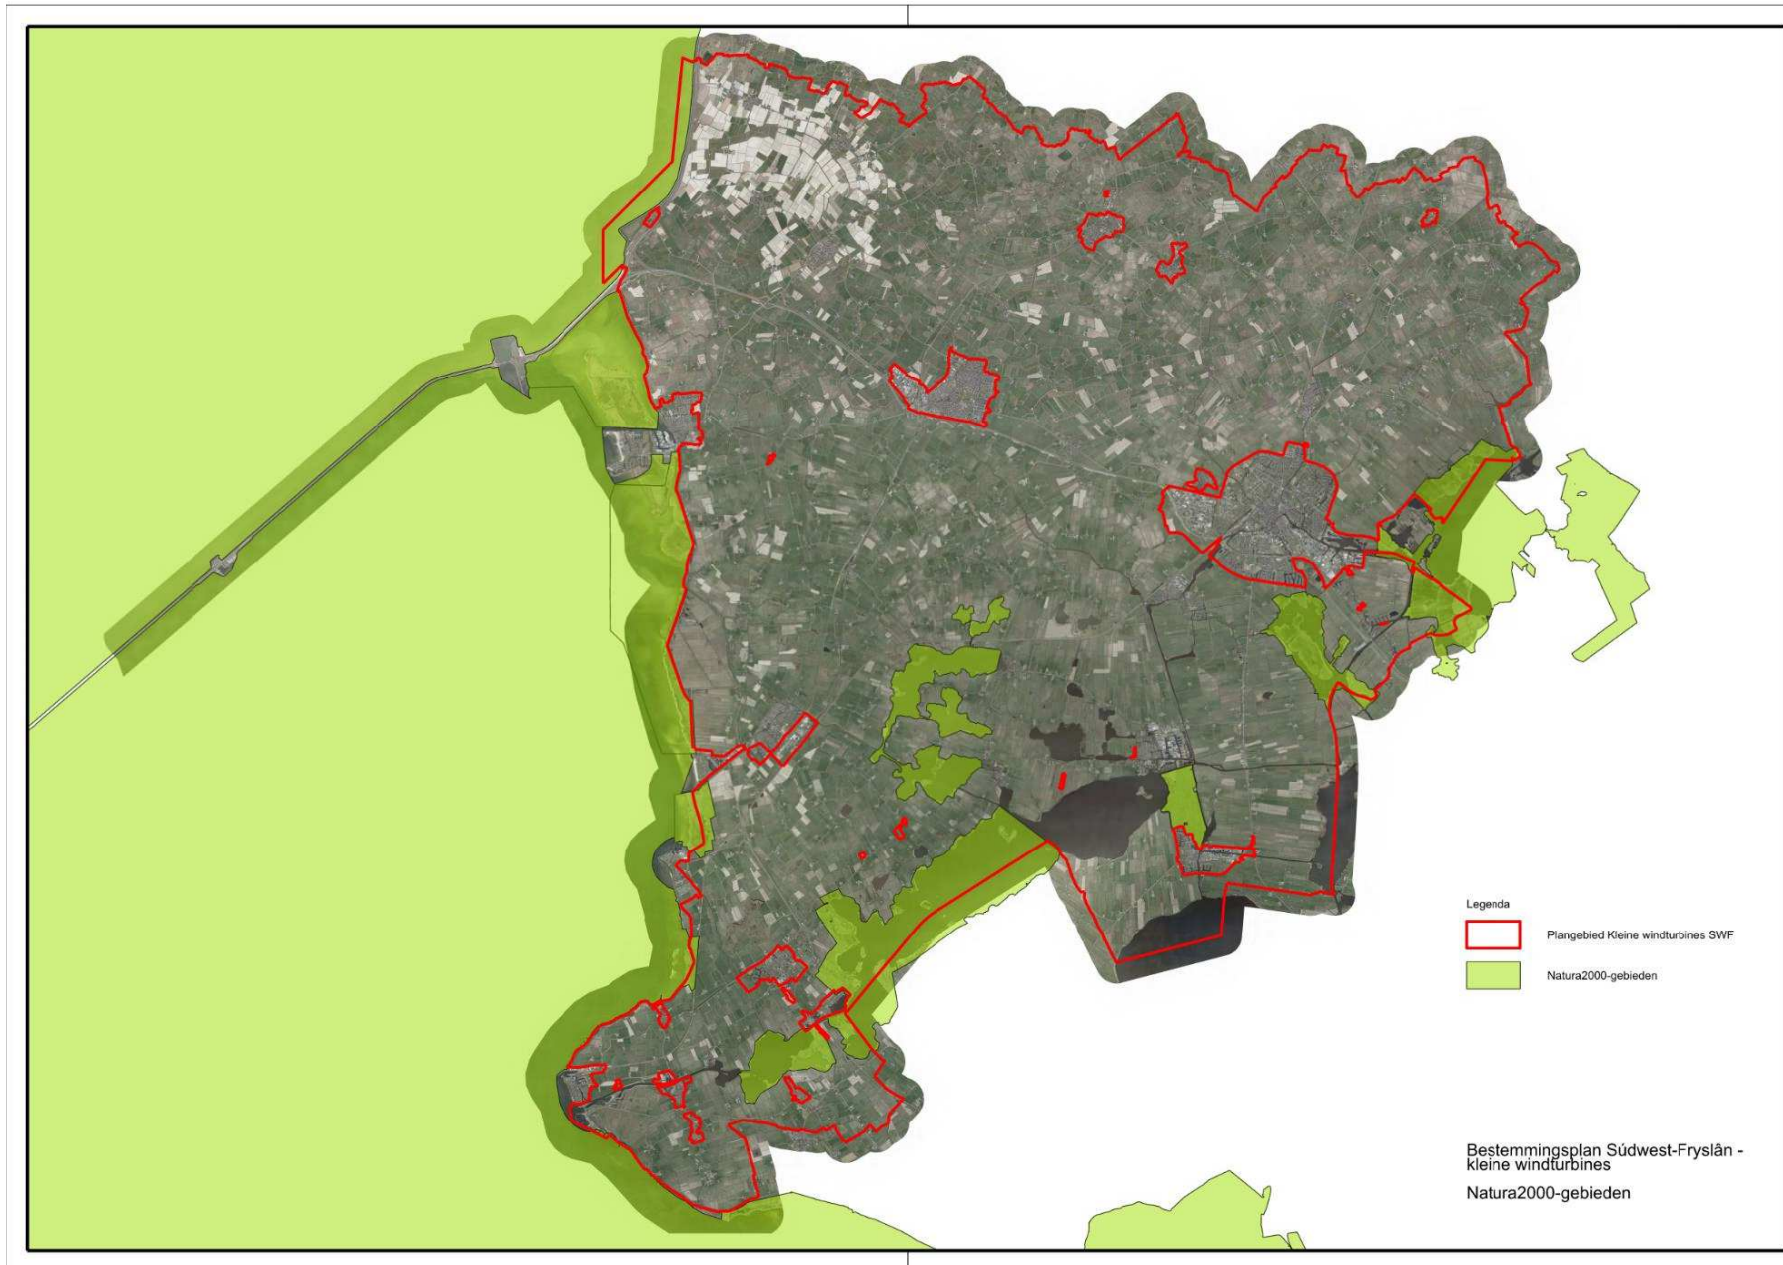 Legenda
Plangebied Kleine windturbines SWF
Natura2000-gebieden
Bestemmingsplan Súdwest-Fryslân -
kleine windturbines
Natura2000-gebieden